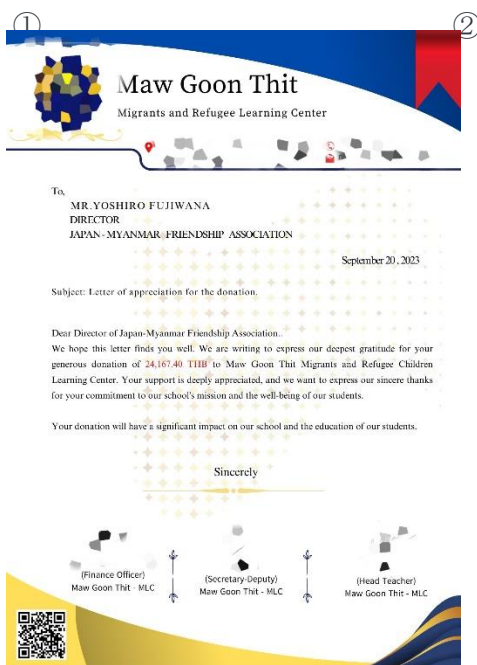 ① ②
Maw Goon Thit
Migrants and Refugee Learning Center
To,
MR.YOSHIRO FUJIWANA
DIRECTOR
JAPAN-MYANMAR FRIENDSHIP ASSOCIATION
September 20, 2023
Subject: Letter of appreciation for the donation.
Dear Director of Japan-Myanmar Friendship Association..
We hope this letter finds you well. We are writing to express our deepest gratitude for your
generous donation of 24,167.40 THB to Maw Goon Thit Migrants and Refugee Children
Learning Center. Your support is deeply appreciated, and we want to express our sincere thanks
for your commitment to our school's mission and the well-being of our students.
Your donation will have a significant impact on our school and the education of our students.
Sincerely
(Finance Officer) (Secretary-Deputy) (Head Teacher)
Maw Goon Thit - MLC Maw Goon Thit - MLC Maw Goon Thit - MLC